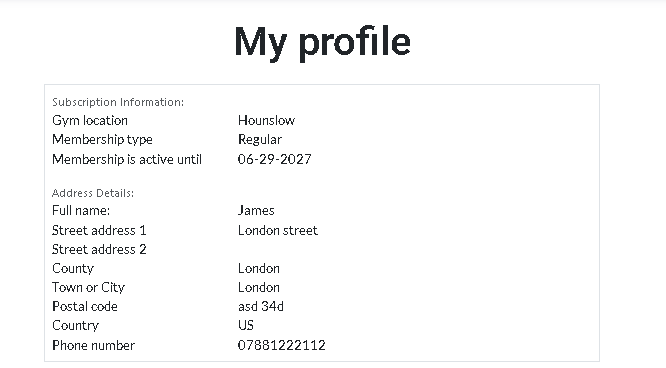 My profile
Subscription Information:
Gym location Hounslow
Membership type Regular
Membership is active until 06-29-2027
Address Details:
Full name: James
Street address 1 London street
Street address 2
County London
Town or City London
Postal code asd 34d
Country US
Phone number 07881222112